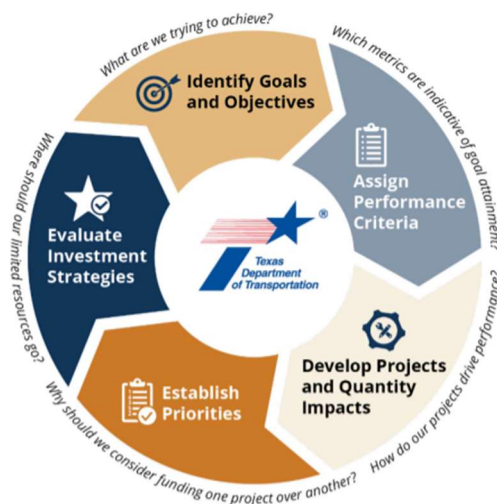 What are we trying to achieve?
Identify Goals
and Objectives
Which metrics are indicative of goal attainment?
Assign
Performance
Criteria
How do our projects drive performance?
Develop Projects
and Quantity
Impacts
Why should we consider funding one project over another?
Establish
Priorities
Where should our limited resources go?
Evaluate
Investment
Strategies
®
Texas
Department
of Transportation